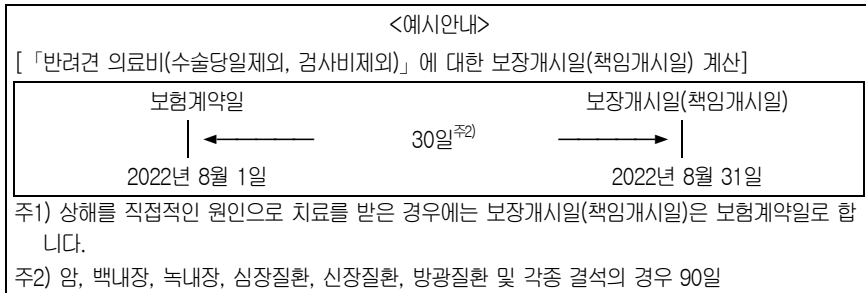 <예시안내>
[「반려견 의료비(수술당일제외, 검사비제외)」에 대한 보장개시일(책임개시일) 계산]
보험계약일 보장개시일(책임개시일)
30일주2)
2022년 8월 1일 2022년 8월 31일
주1) 상해를 직접적인 원인으로 치료를 받은 경우에는 보장개시일(책임개시일)은 보험계약일로 합
니다.
주2) 암, 백내장, 녹내장, 심장질환, 신장질환, 방광질환 및 각종 결석의 경우 90일